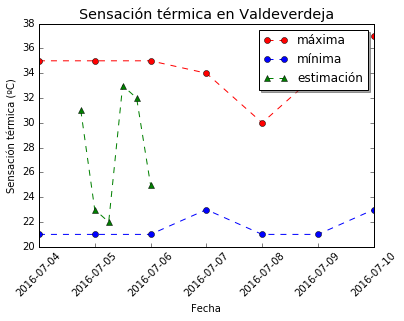 Sensación térmica en Valdeverdeja
38
36
34
32
30
28
26
24
22
20
Sensación térmica (ºC)
máxima
mínima
estimación
2016-07-04
2016-07-05
2016-07-06
2016-07-07
2016-07-08
2016-07-09
2016-07-10
Fecha